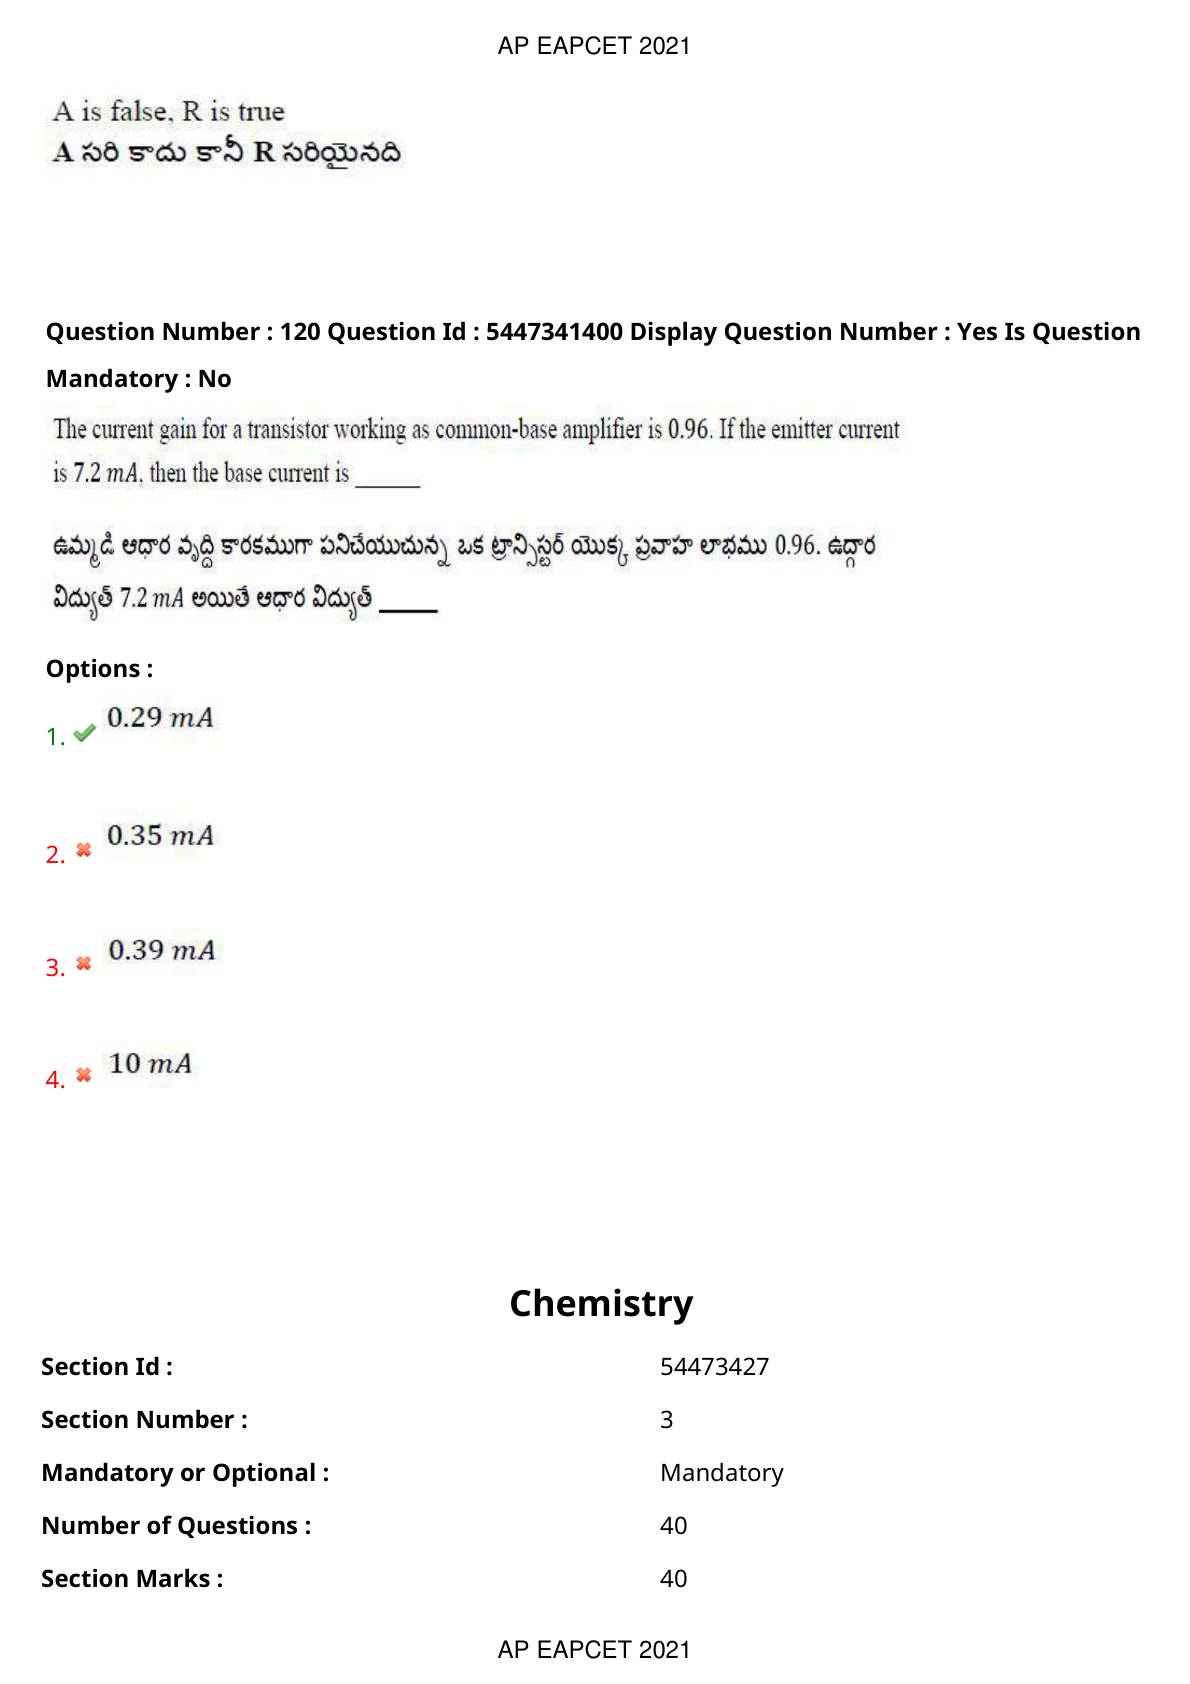 AP EAPCET 2021
A is false, R is true
A సరి కాదు కానీ R సరియైనది
Question Number : 120 Question Id : 5447341400 Display Question Number : Yes Is Question
Mandatory : No
The current gain for a transistor working as common-base amplifier is 0.96. If the emitter current
is 7.2 mA, then the base current is ______
ఉమ్మడి ఆధార వృద్ది కారకముగా పనిచేయుచున్న ఒక ట్రాన్సిస్టర్ యొక్క ప్రవాహ లాభము 0.96. ఉద్గార
విద్యుత్ 7.2 mA అయితే ఆధార విద్యుత్ _____
Options :
1. 0.29 mA
2. 0.35 mA
3. 0.39 mA
4. 10 mA
Chemistry
Section Id : 54473427
Section Number : 3
Mandatory or Optional : Mandatory
Number of Questions : 40
Section Marks : 40
AP EAPCET 2021